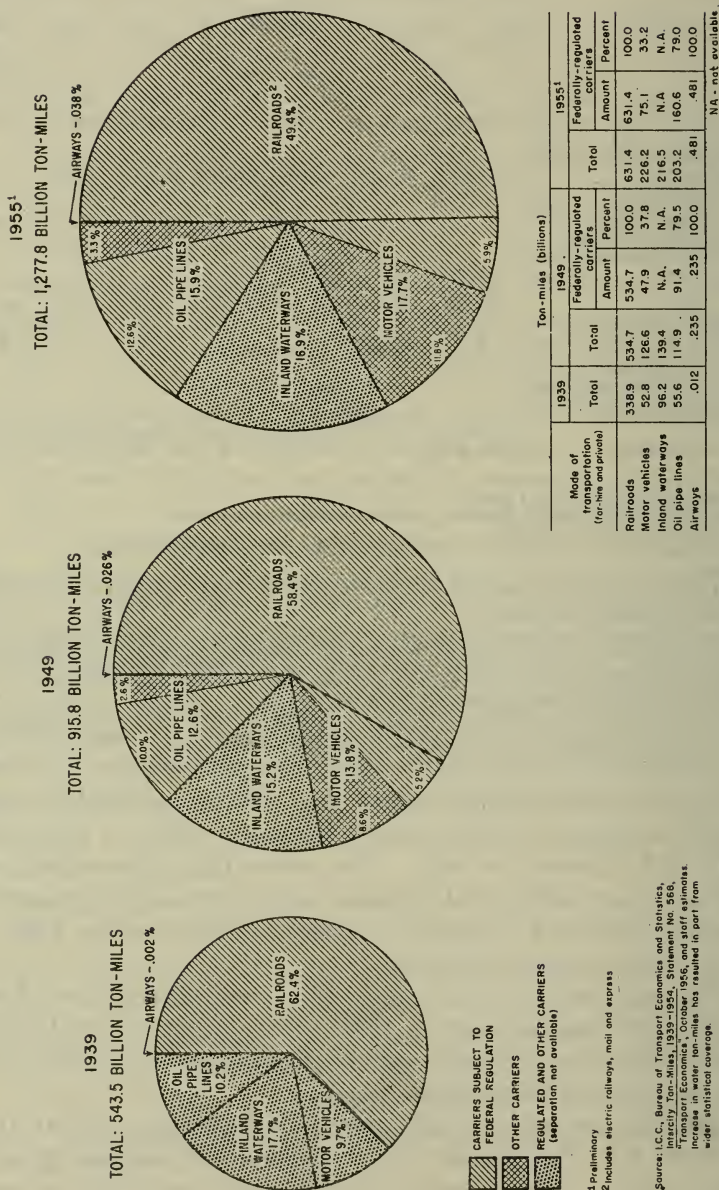 1939
TOTAL: 543.5 BILLION TON-MILES
AIRWAYS-.002%
RAILROADS
62.4%
OIL
PIPE
LINES
10.2%
INLAND
WATERWAYS
17.7%
MOTOR VEHICLES
9.7%
1949
TOTAL: 915.8 BILLION TON-MILES
AIRWAYS-.026%
RAILROADS
58.4%
2.6%
OIL PIPE LINES
12.6%
10.0%
INLAND WATERWAYS
15.2%
MOTOR VEHICLES
13.8%
8.6%
5.2%
1955¹
TOTAL: 1,277.8 BILLION TON-MILES
AIRWAYS-.038%
RAILROADS²
49.4%
3.3%
OIL PIPE LINES
15.9%
12.6%
INLAND WATERWAYS
16.9%
MOTOR VEHICLES
17.7%
11.8%
5.9%
CARRIERS SUBJECT TO
FEDERAL REGULATION
OTHER CARRIERS
REGULATED AND OTHER CARRIERS
(separation not available)
¹ Preliminary
² Includes electric railways, mail and express
Source: I.C.C., Bureau of Transport Economics and Statistics,
Intercity Ton-Miles, 1939-1954, Statement No. 568,
"Transport Economics", October 1956, and staff estimates.
Increase in water ton-miles has resulted in part from
wider statistical coverage.
Ton-miles (billions)
Mode of transportation (for-hire and private) 1939 1949 1955¹
Total Total Federally-regulated carriers Total Federally-regulated carriers
Amount Percent Amount Percent
Railroads 338.9 534.7 534.7 100.0 631.4 631.4 100.0
Motor vehicles 52.8 126.6 47.9 37.8 226.2 75.1 33.2
Inland waterways 96.2 139.4 N.A. N.A. 216.5 N.A N.A.
Oil pipe lines 55.6 114.9 91.4 79.5 203.2 160.6 79.0
Airways .012 .235 .235 100.0 .481 .481 100.0
NA - not available.